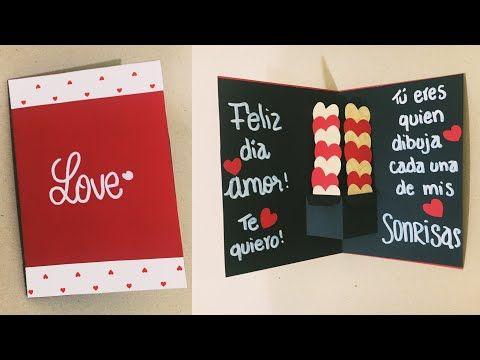 Love
Feliz
día
amor!
Te
quiero!
Tú eres
quien
dibuja
cada una
de mis
SONRISAS